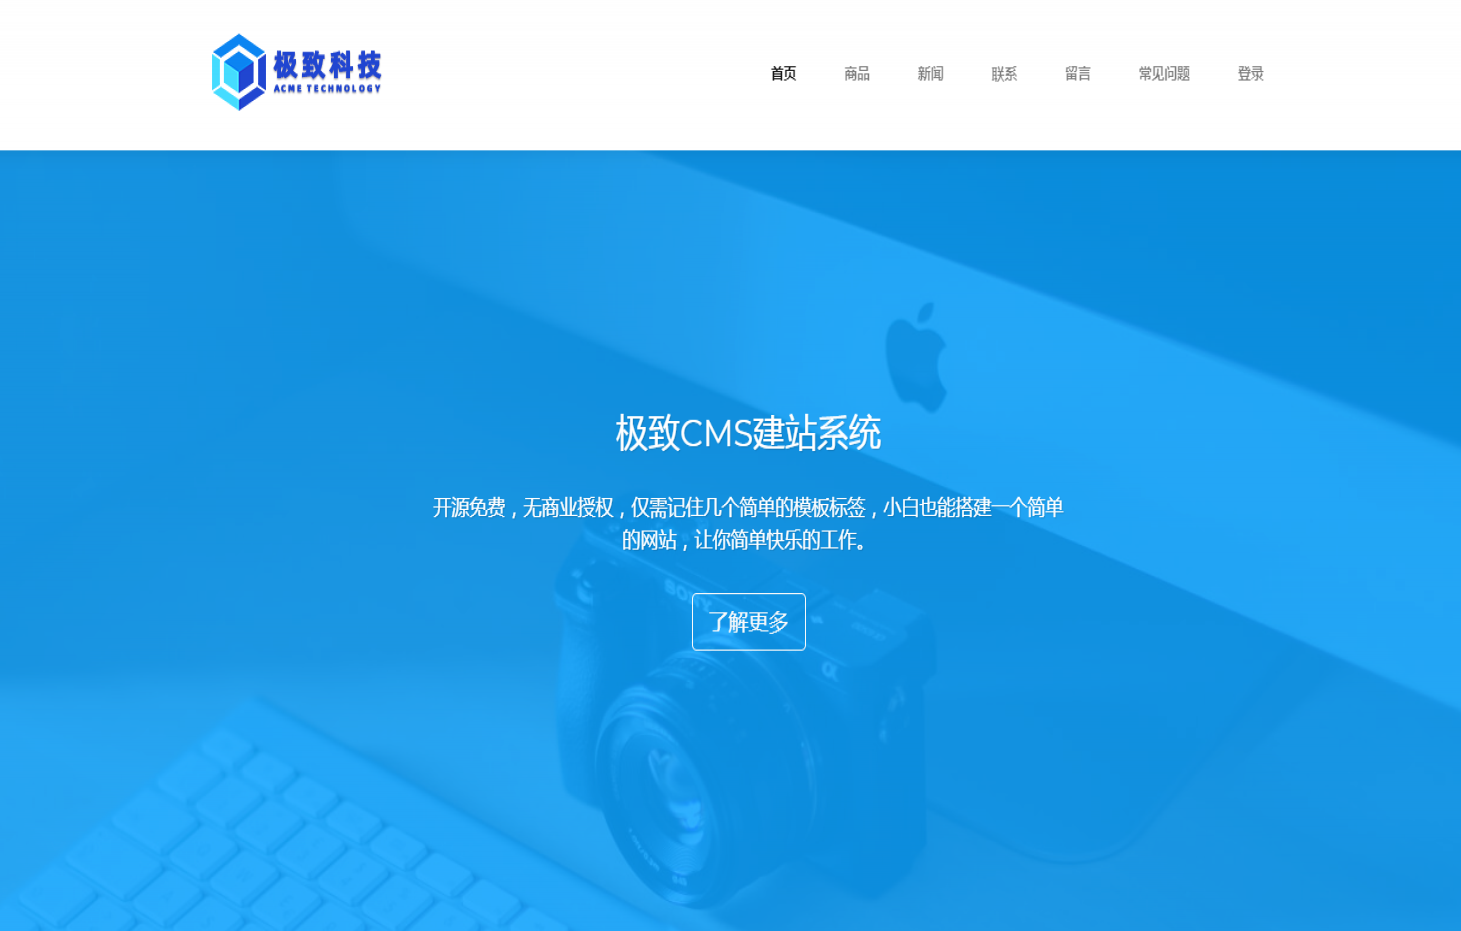 极致科技
ACME TECHNOLOGY
首页 商品 新闻 联系 留言 常见问题 登录
极致CMS建站系统
开源免费，无商业授权，仅需记住几个简单的模板标签，小白也能搭建一个简单
的网站，让你简单快乐的工作。
SONY
了解更多
α